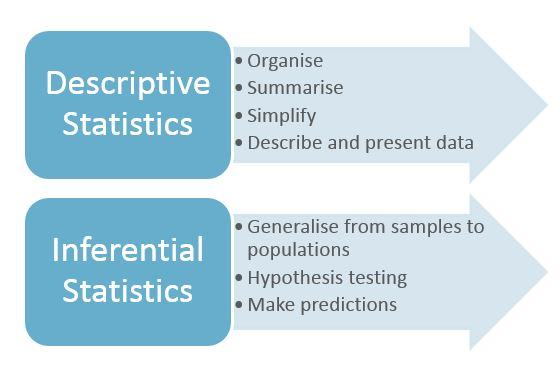 Descriptive
Statistics
• Organise
• Summarise
• Simplify
• Describe and present data
Inferential
Statistics
• Generalise from samples to
populations
• Hypothesis testing
• Make predictions